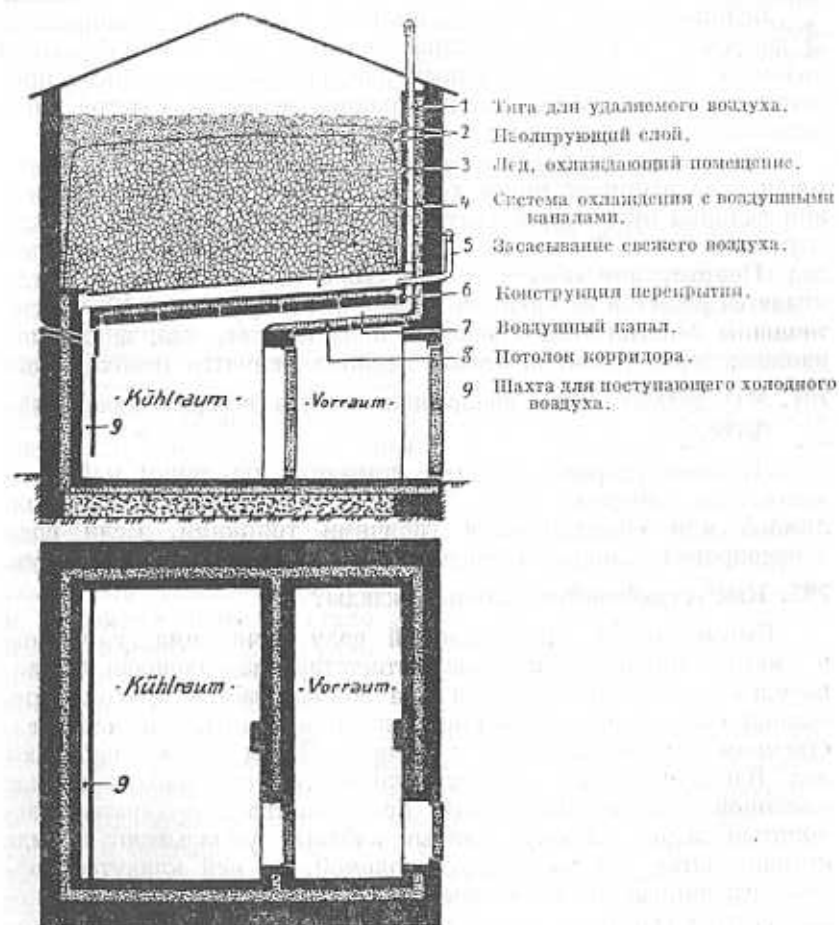 1 Тяга для удаляемого воздуха.
2 Изолирующий слой.
3 Лед, охлаждающий помещение.
4 Система охлаждения с воздушными
каналами.
5 Засасывание свежего воздуха.
6 Конструкция перекрытия.
7 Воздушный канал.
8 Потолок корридора.
9 Шахта для поступающего холодного
воздуха.
- Kühlraum -
- Vorraum -
9
- Kühlraum -
- Vorraum -
9